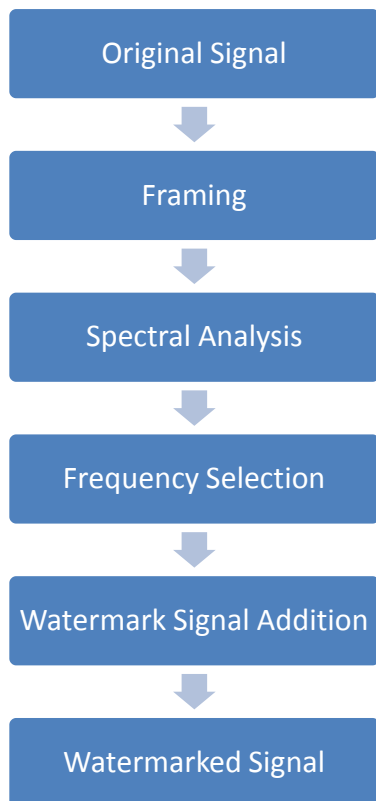 Original Signal
Framing
Spectral Analysis
Frequency Selection
Watermark Signal Addition
Watermarked Signal